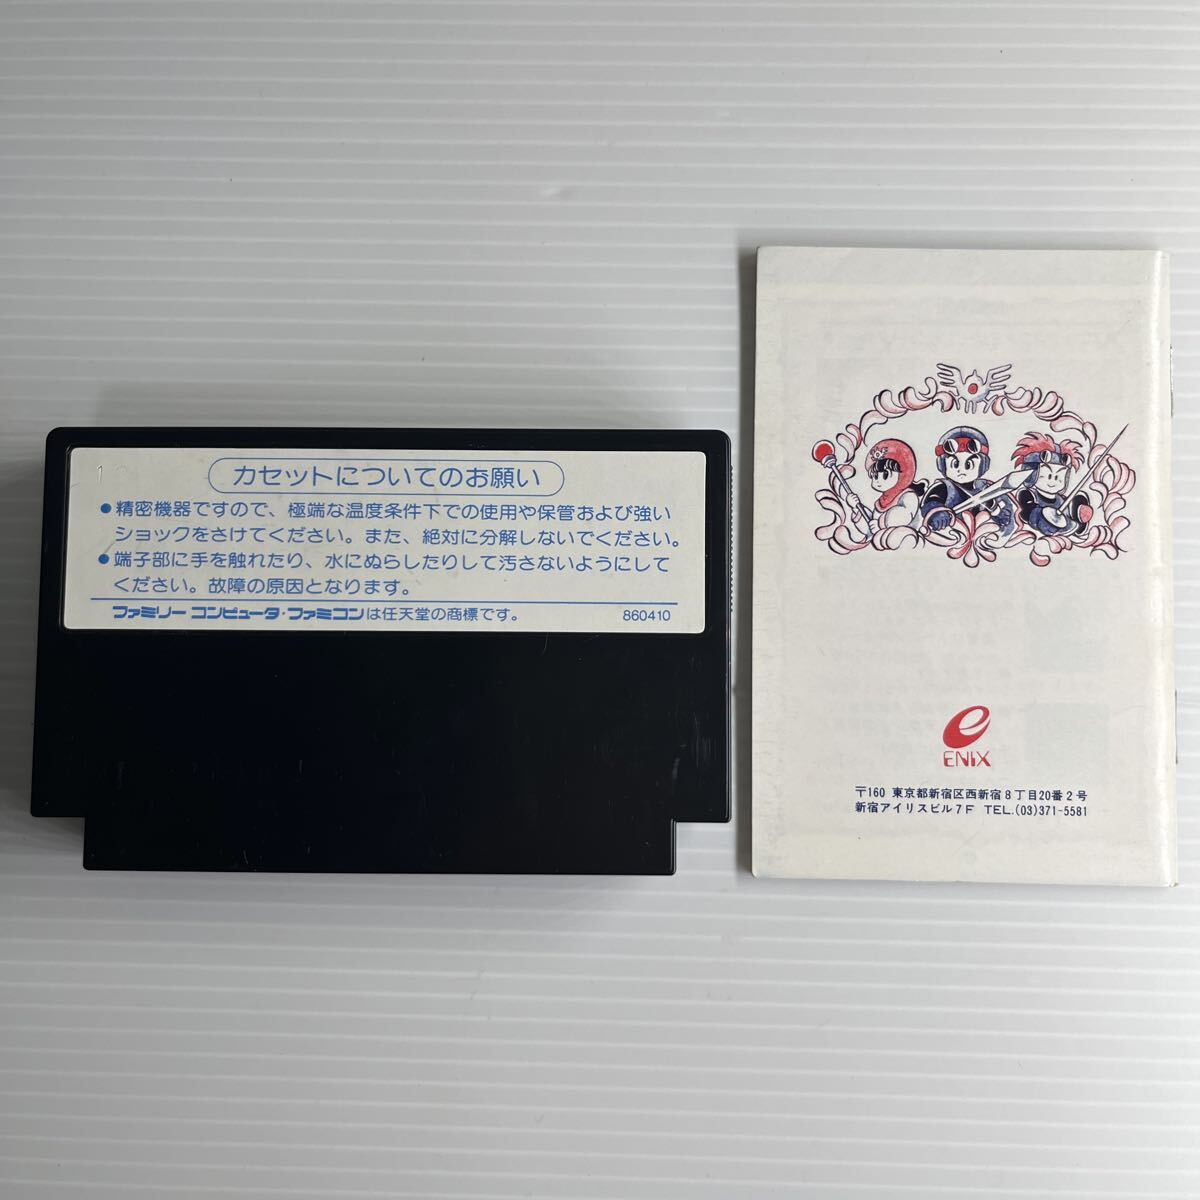 12
カセットについてのお願い
●精密機器ですので、極端な温度条件下での使用や保管および強い
ショックをさけてください。また、絶対に分解しないでください。
●端子部に手を触れたり、水にぬらしたりして汚さないようにして
ください。故障の原因となります。
ファミリーコンピュータ・ファミコンは任天堂の商標です。 860410
ENIX
〒160 東京都新宿区西新宿8丁目20番2号
新宿アイリスビル7F TEL.(03)371-5581